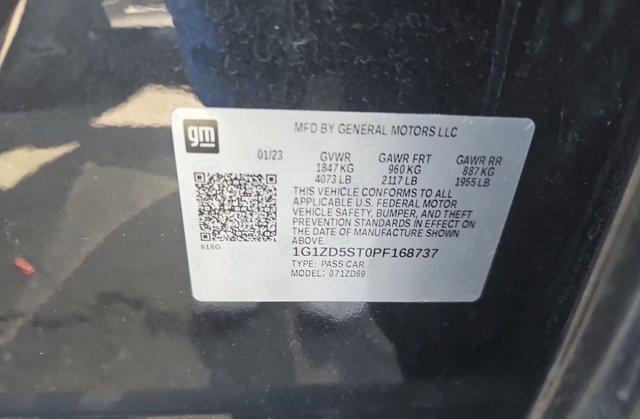 gm
MFD BY GENERAL MOTORS LLC
01/23 GVWR GAWR FRT GAWR RR
1847 KG 960 KG 887 KG
4073 LB 2117 LB 1955 LB
THIS VEHICLE CONFORMS TO ALL
APPLICABLE U.S. FEDERAL MOTOR
VEHICLE SAFETY, BUMPER, AND THEFT
PREVENTION STANDARDS IN EFFECT ON
THE DATE OF MANUFACTURE SHOWN
ABOVE.
618G
1G1ZD5ST0PF168737
TYPE: PASS CAR
MODEL: 071ZD69